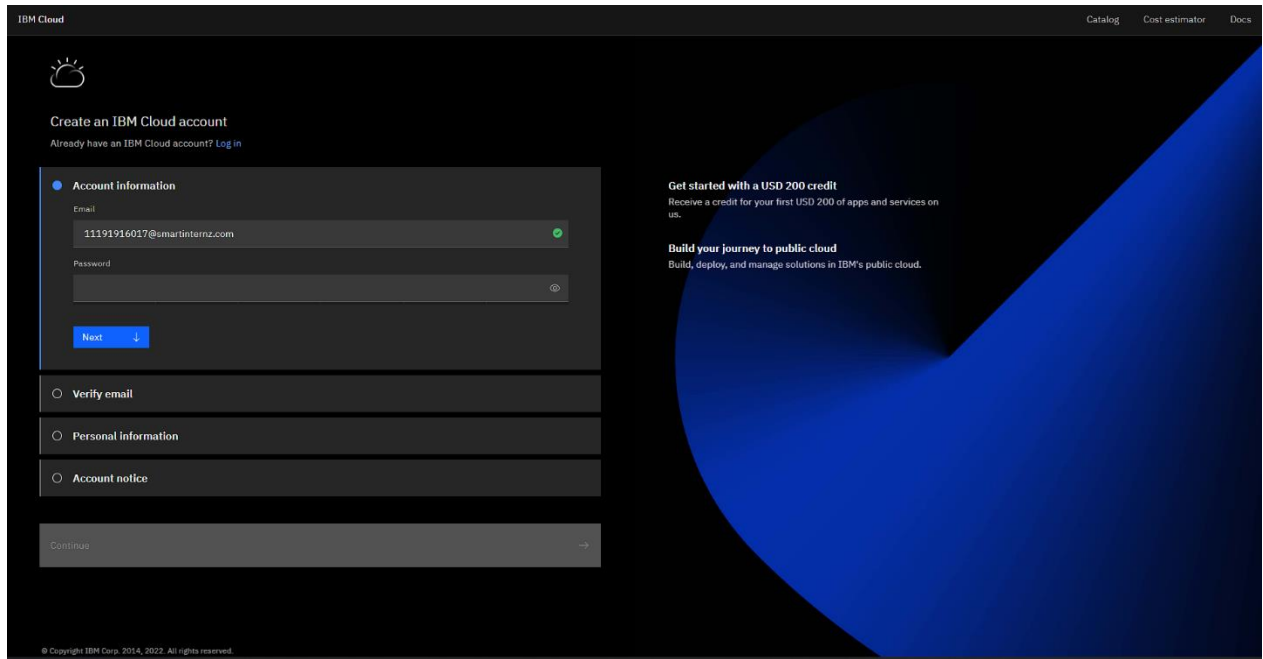 IBM Cloud
Catalog Cost estimator Docs
Create an IBM Cloud account
Already have an IBM Cloud account? Log in
Account information
Email
11191916017@smartinternz.com
Password
Next
Verify email
Personal information
Account notice
Continue
Get started with a USD 200 credit
Receive a credit for your first USD 200 of apps and services on
us.
Build your journey to public cloud
Build, deploy, and manage solutions in IBM's public cloud.
© Copyright IBM Corp. 2014, 2022. All rights reserved.